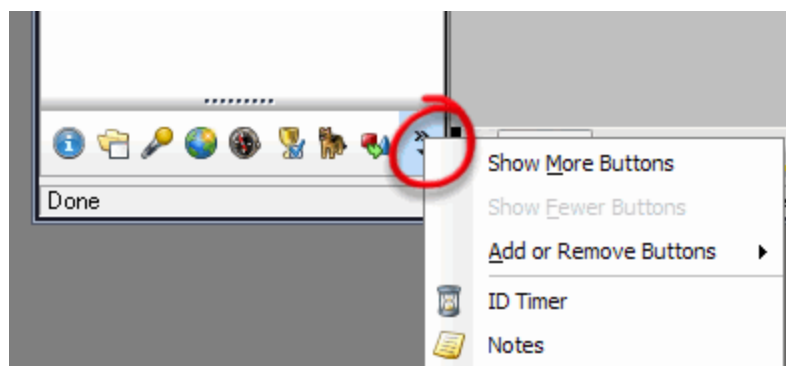 Show More Buttons
Done
Show Fewer Buttons
Add or Remove Buttons
ID Timer
Notes